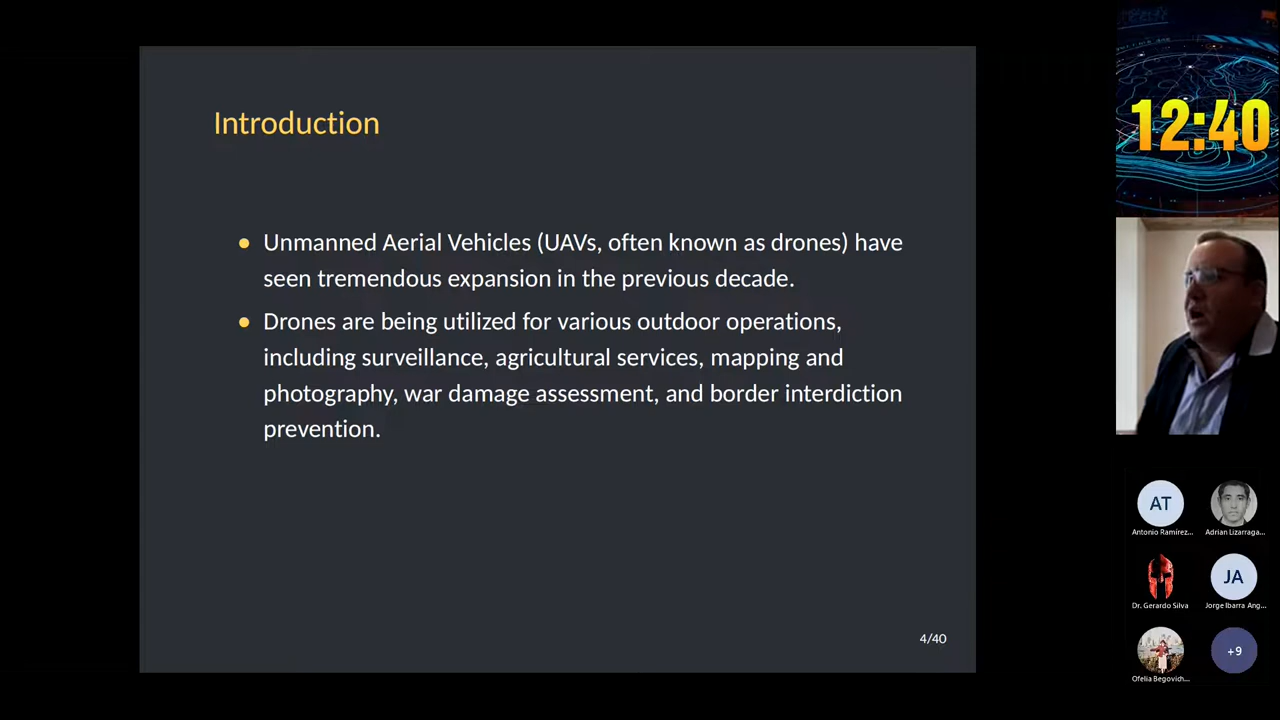 Introduction
Unmanned Aerial Vehicles (UAVs, often known as drones) have
seen tremendous expansion in the previous decade.
Drones are being utilized for various outdoor operations,
including surveillance, agricultural services, mapping and
photography, war damage assessment, and border interdiction
prevention.
4/40
12:40
AT
Antonio Ramírez...
Adrian Lizarraga...
Dr. Gerardo Silva
JA
Jorge Ibarra Ang...
Ofelia Begovich...
+9